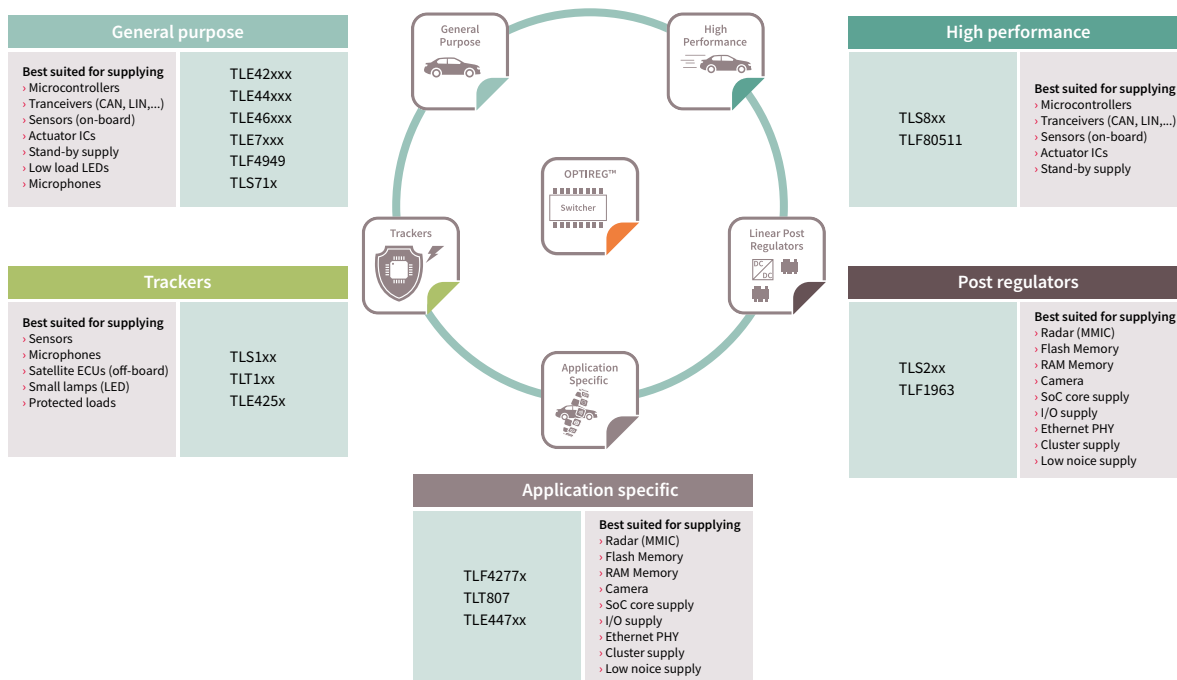 General purpose
Best suited for supplying
› Microcontrollers
› Tranceivers (CAN, LIN,...)
› Sensors (on-board)
› Actuator ICs
› Stand-by supply
› Low load LEDs
› Microphones
TLE42xxx
TLE44xxx
TLE46xxx
TLE7xxx
TLF4949
TLS71x
General
Purpose
High
Performance
OPTIREG™
Switcher
Trackers
Linear Post
Regulators
DC
DC
Application
Specific
High performance
TLS8xx
TLF80511
Best suited for supplying
› Microcontrollers
› Tranceivers (CAN, LIN,...)
› Sensors (on-board)
› Actuator ICs
› Stand-by supply
Trackers
Best suited for supplying
› Sensors
› Microphones
› Satellite ECUs (off-board)
› Small lamps (LED)
› Protected loads
TLS1xx
TLT1xx
TLE425x
Post regulators
TLS2xx
TLF1963
Best suited for supplying
› Radar (MMIC)
› Flash Memory
› RAM Memory
› Camera
› SoC core supply
› I/O supply
› Ethernet PHY
› Cluster supply
› Low noice supply
Application specific
TLF4277x
TLT807
TLE447xx
Best suited for supplying
› Radar (MMIC)
› Flash Memory
› RAM Memory
› Camera
› SoC core supply
› I/O supply
› Ethernet PHY
› Cluster supply
› Low noice supply